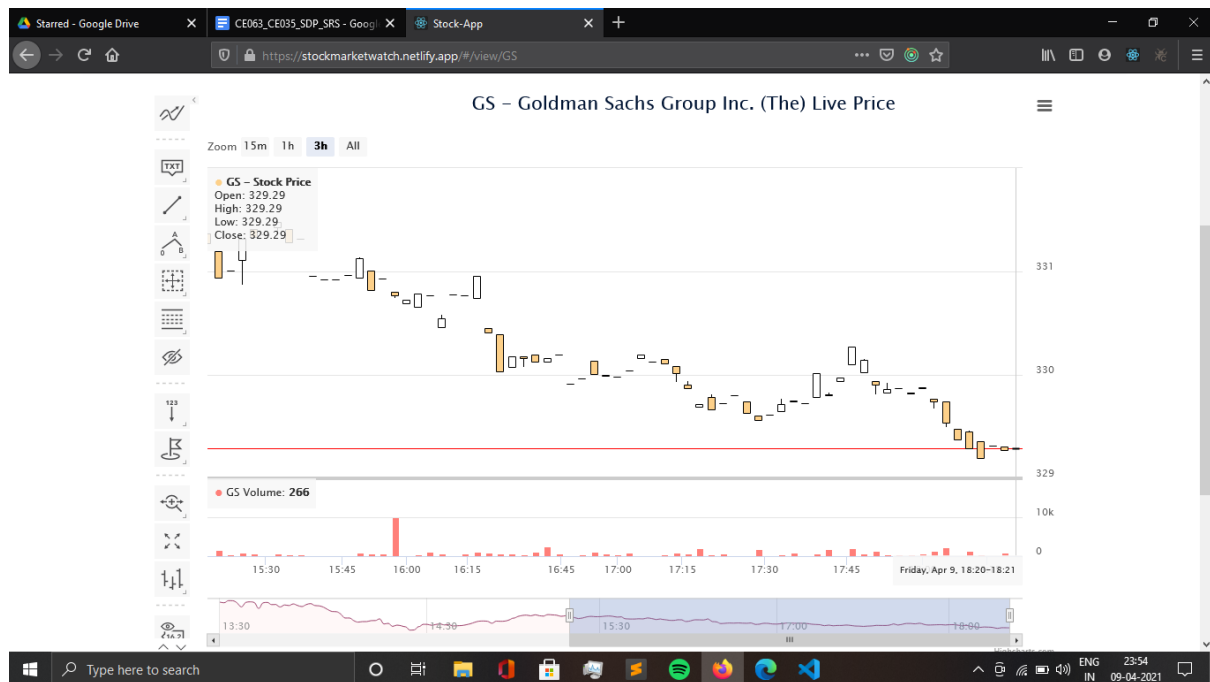 Starred - Google Drive
CE063_CE035_SDP_SRS - Googl
Stock-App
https://stockmarketwatch.netlify.app/#/view/GS
GS – Goldman Sachs Group Inc. (The) Live Price
Zoom 15m 1h 3h All
TXT
GS – Stock Price
Open: 329.29
High: 329.29
Low: 329.29
Close: 329.29
A
0 B
331
330
123
329
GS Volume: 266
10k
0
15:30 15:45 16:00 16:15 16:45 17:00 17:15 17:30 17:45 Friday, Apr 9, 18:20–18:21
13:30 14:30 15:30 17:00 18:00
Highcharts.com
Type here to search
ENG 23:54
IN 09-04-2021